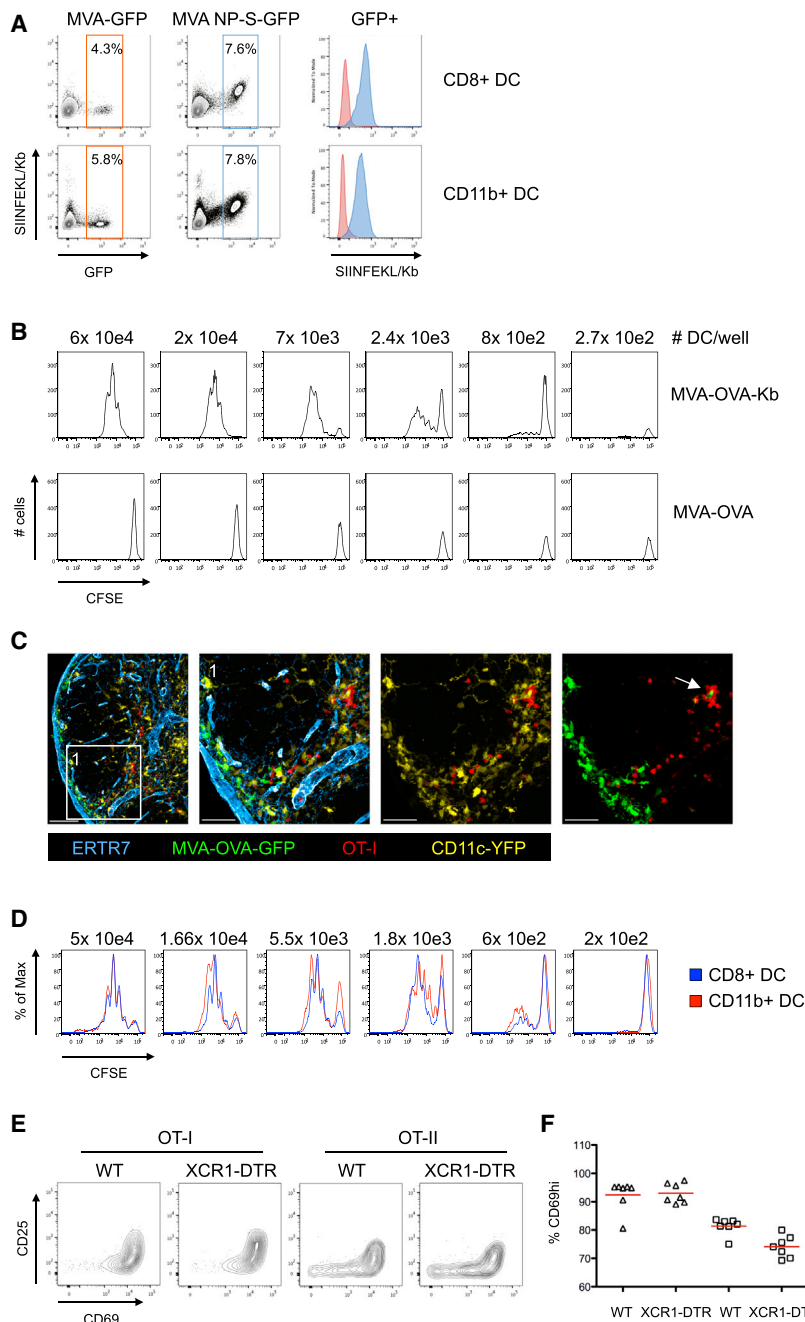 A
MVA-GFP MVA NP-S-GFP GFP+
4.3% 7.6% CD8+ DC
5.8% 7.8% CD11b+ DC
SIINFEKL/Kb
Normalized To Mode
GFP SIINFEKL/Kb
B
6x 10e4 2x 10e4 7x 10e3 2.4x 10e3 8x 10e2 2.7x 10e2 # DC/well
MVA-OVA-Kb
MVA-OVA
# cells
CFSE
C
1 1
ERTR7 MVA-OVA-GFP OT-I CD11c-YFP
D
5x 10e4 1.66x 10e4 5.5x 10e3 1.8x 10e3 6x 10e2 2x 10e2
% of Max
CD8+ DC
CD11b+ DC
CFSE
E
OT-I OT-II
WT XCR1-DTR WT XCR1-DTR
CD25
CD69
F
% CD69hi
110
100
90
80
70
60
WT XCR1-DTR WT XCR1-DT